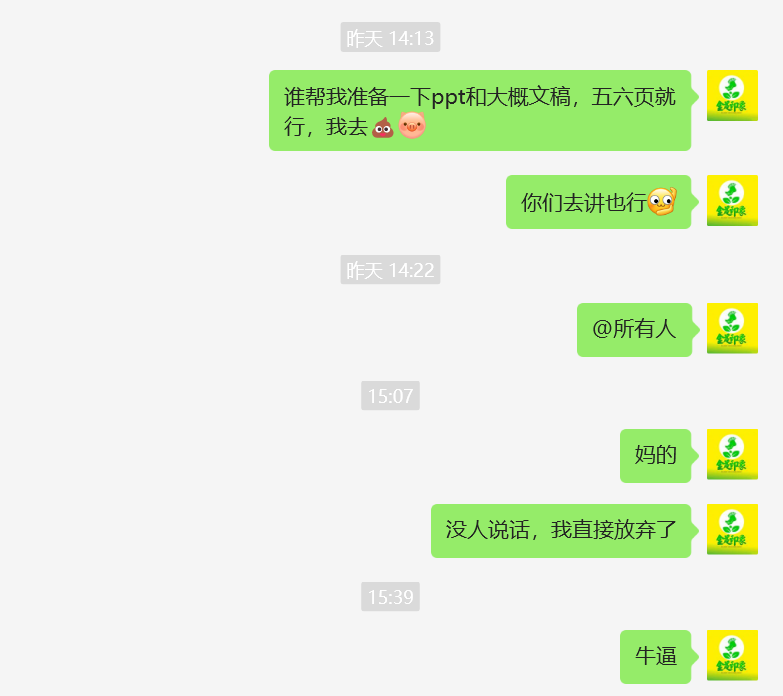 昨天 14:13
谁帮我准备一下ppt和大概文稿，五六页就
行，我去💩🐷
你们去讲也行
昨天 14:22
@所有人
15:07
妈的
没人说话，我直接放弃了
15:39
牛逼